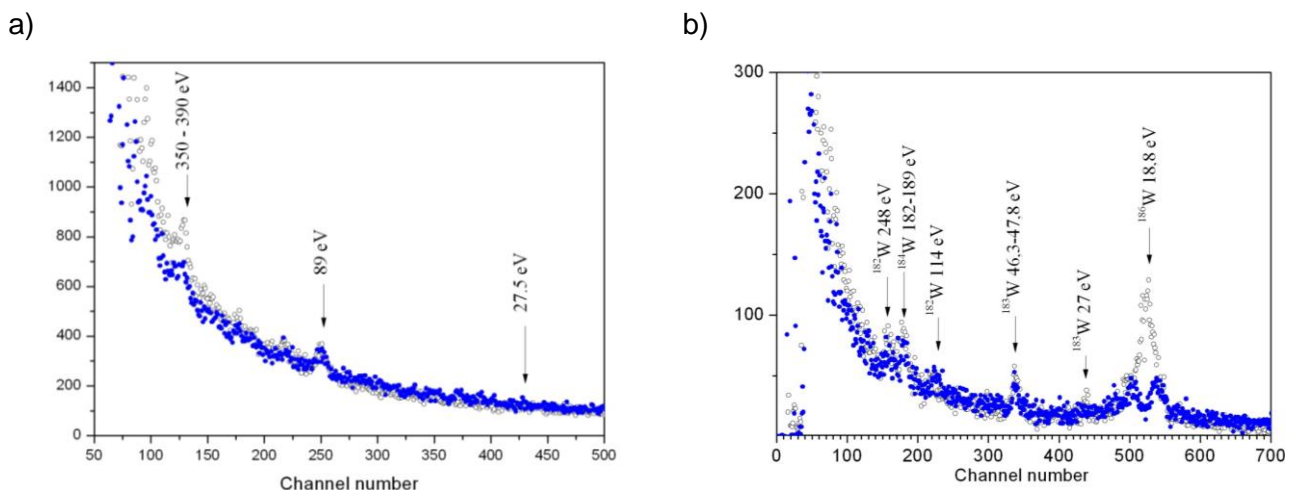 a)
1400
1200
1000
800
600
400
200
0
50 100 150 200 250 300 350 400 450 500
Channel number
350 - 390 eV
89 eV
27.5 eV
b)
300
200
100
0 100 200 300 400 500 600 700
Channel number
¹⁸²W 248 eV
¹⁸⁴W 182-189 eV
¹⁸²W 114 eV
¹⁸³W 46.3-47.8 eV
¹⁸³W 27 eV
¹⁸⁶W 18.8 eV